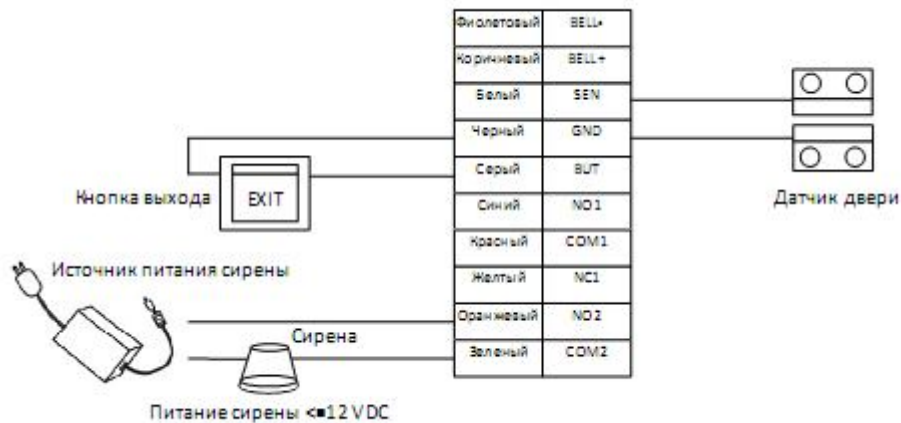 Фиолетовый BELL-
Коричневый BELL+
Белый SEN
Черный GND
Серый BUT
Синий NO1
Красный COM1
Желтый NC1
Оранжевый NO2
Зеленый COM2
Кнопка выхода
EXIT
Датчик двери
Источник питания сирены
Сирена
Питание сирены <=12 VDC